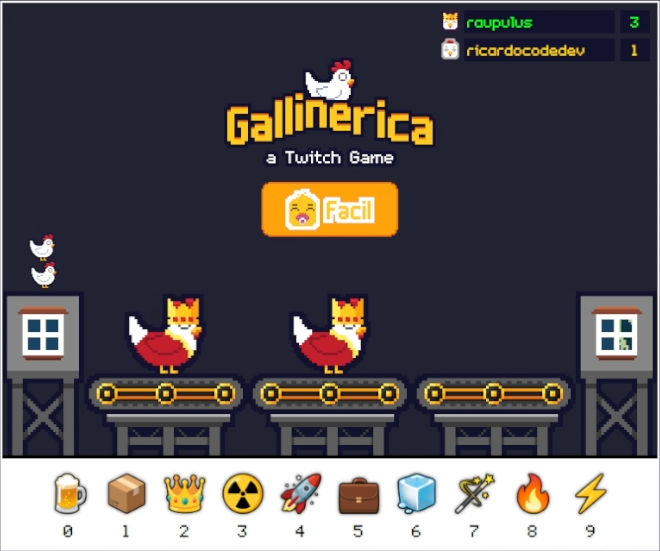 raupulus 3
ricardocodedev 1
Gallinerica
a Twitch Game
Facil
0 1 2 3 4 5 6 7 8 9